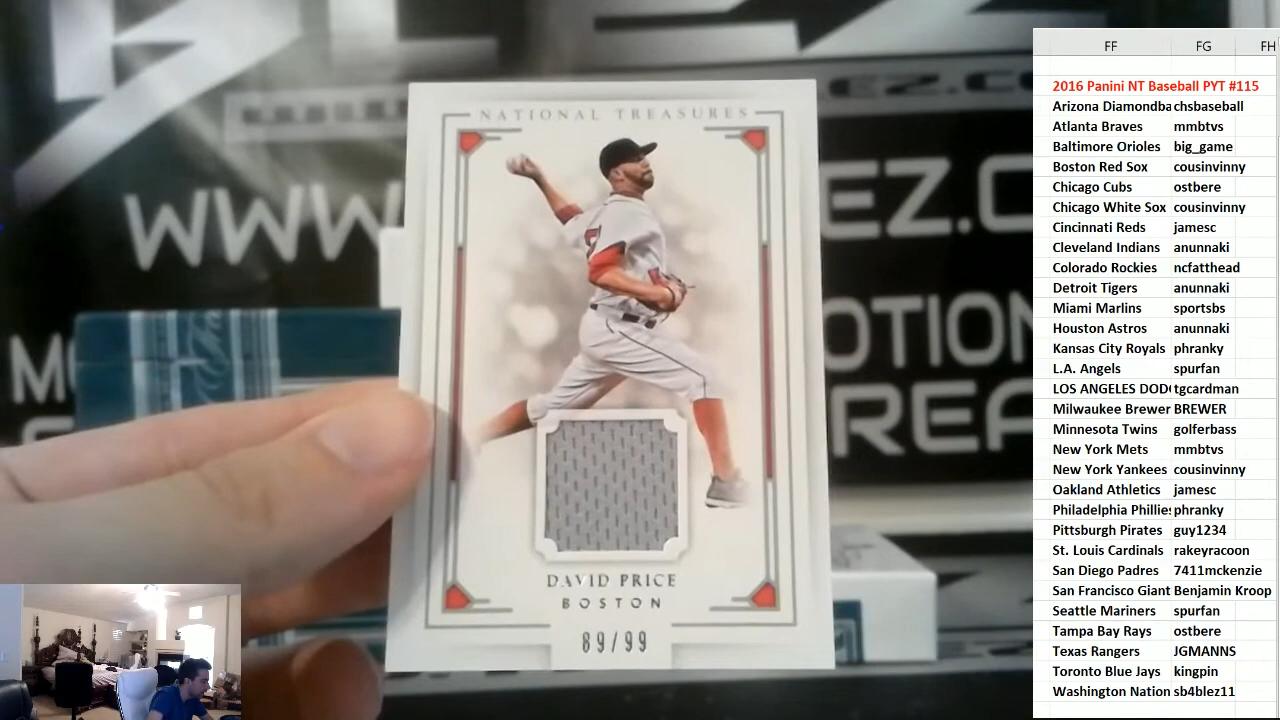 WWW
EZ.C
MO
OTION
REA
NATIONAL TREASURES
DAVID PRICE
BOSTON
89/99
FF FG FH
2016 Panini NT Baseball PYT #115
Arizona Diamondba chsbaseball
Atlanta Braves mmbtvs
Baltimore Orioles big_game
Boston Red Sox cousinvinny
Chicago Cubs ostbere
Chicago White Sox cousinvinny
Cincinnati Reds jamesc
Cleveland Indians anunnaki
Colorado Rockies ncfatthead
Detroit Tigers anunnaki
Miami Marlins sportsbs
Houston Astros anunnaki
Kansas City Royals phranky
L.A. Angels spurfan
LOS ANGELES DOD tgcardman
Milwaukee Brewer BREWER
Minnesota Twins golferbass
New York Mets mmbtvs
New York Yankees cousinvinny
Oakland Athletics jamesc
Philadelphia Phillies phranky
Pittsburgh Pirates guy1234
St. Louis Cardinals rakeyracoon
San Diego Padres 7411mckenzie
San Francisco Giant Benjamin Kroop
Seattle Mariners spurfan
Tampa Bay Rays ostbere
Texas Rangers JGMANNS
Toronto Blue Jays kingpin
Washington Nation sb4blez11